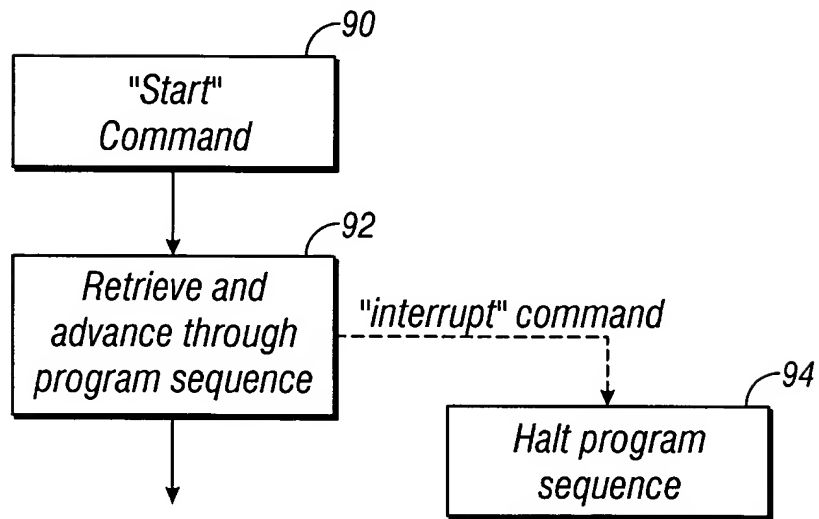 90
"Start"
Command
92
Retrieve and
advance through
program sequence
"interrupt" command
94
Halt program
sequence